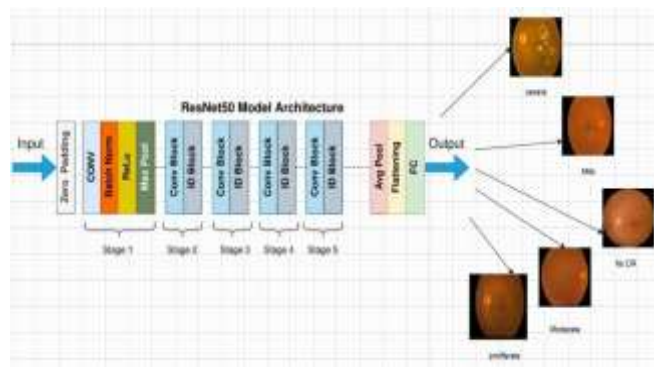 ResNet50 Model Architecture
Input
Zero Padding
CONV
Batch Norm
ReLu
Max Pool
Conv Block
ID Block
Conv Block
ID Block
Conv Block
ID Block
Conv Block
ID Block
Avg Pool
Flattening
FC
Output
Stage 1
Stage 2
Stage 3
Stage 4
Stage 5
severe
Mild
No DR
Moderate